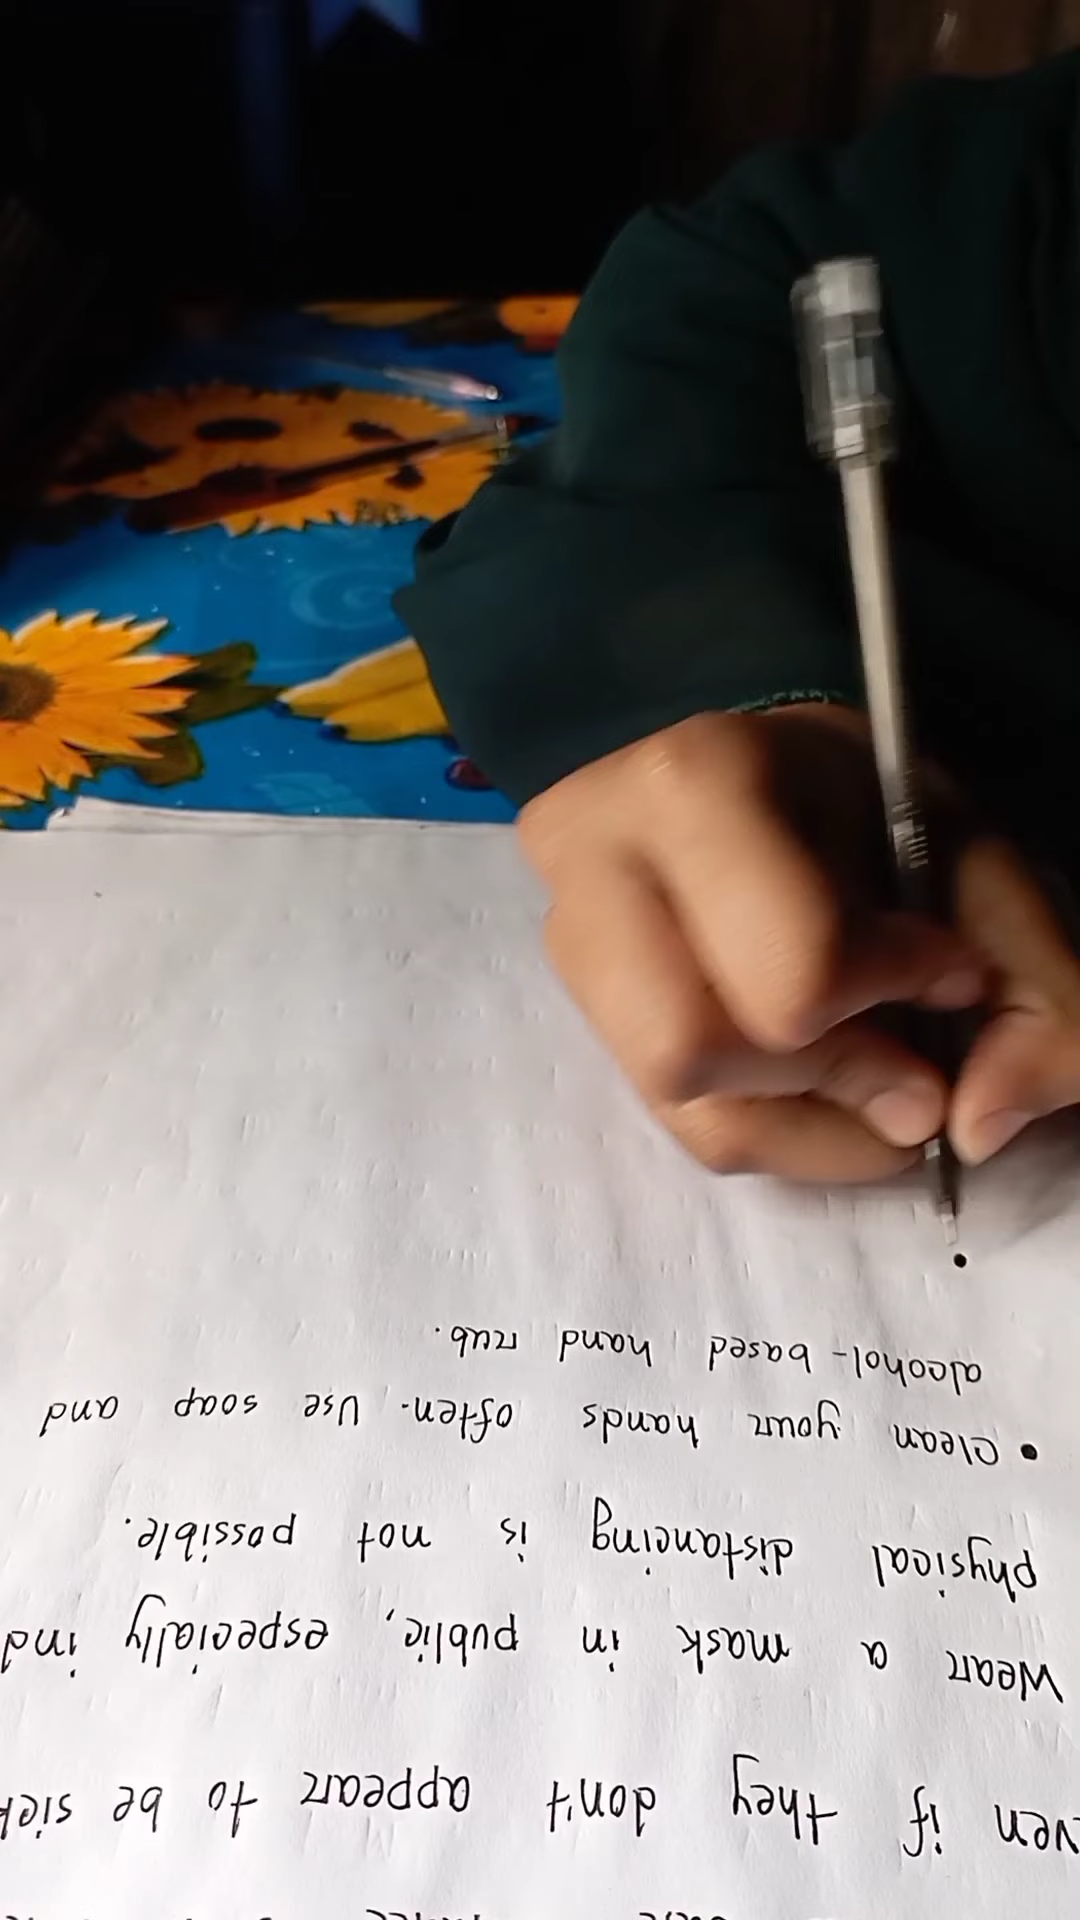 ven if they don't appear to be sick
Wear a mask in public, especially ind
physical distancing is not possible.
• Clean your hands often. Use soap and
alcohol-based hand rub.
•